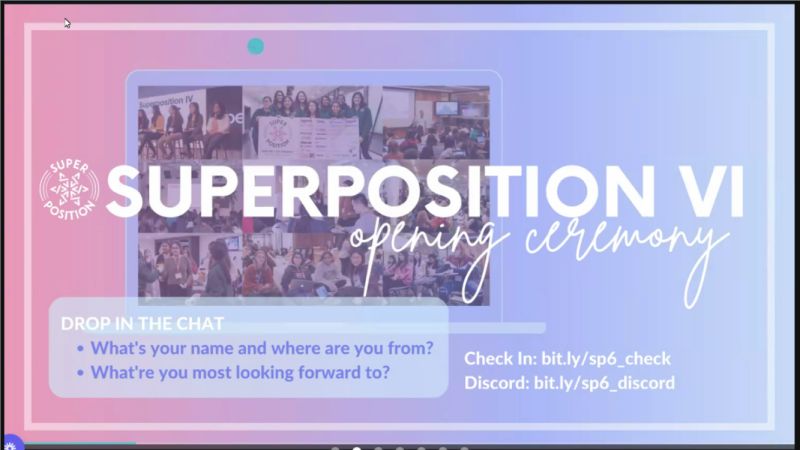 Superposition IV
SUPER
POSITION
SUPERPOSITION VI
opening ceremony
DROP IN THE CHAT
• What's your name and where are you from?
• What're you most looking forward to?
Check In: bit.ly/sp6_check
Discord: bit.ly/sp6_discord